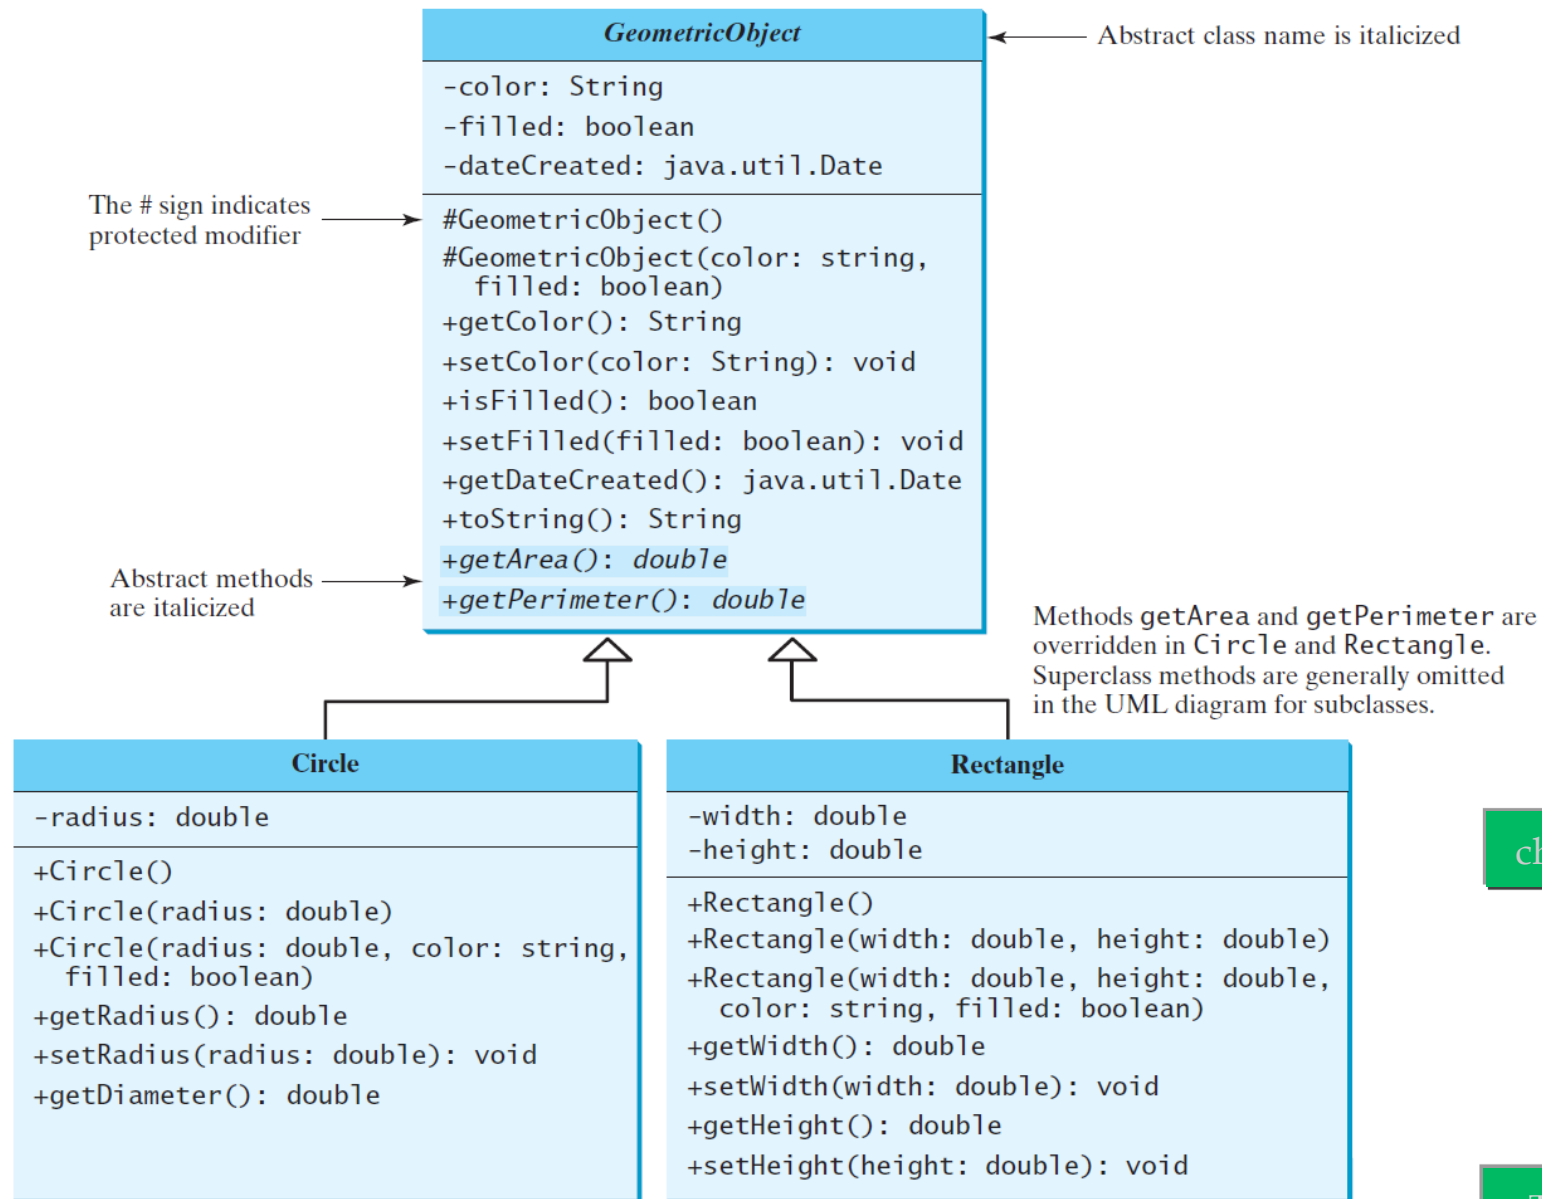 GeometricObject
Abstract class name is italicized
-color: String
-filled: boolean
-dateCreated: java.util.Date
The # sign indicates
protected modifier
#GeometricObject()
#GeometricObject(color: string,
filled: boolean)
+getColor(): String
+setColor(color: String): void
+isFilled(): boolean
+setFilled(filled: boolean): void
+getDateCreated(): java.util.Date
+toString(): String
+getArea(): double
+getPerimeter(): double
Abstract methods
are italicized
Methods getArea and getPerimeter are
overridden in Circle and Rectangle.
Superclass methods are generally omitted
in the UML diagram for subclasses.
Circle
-radius: double
+Circle()
+Circle(radius: double)
+Circle(radius: double, color: string,
filled: boolean)
+getRadius(): double
+setRadius(radius: double): void
+getDiameter(): double
Rectangle
-width: double
-height: double
+Rectangle()
+Rectangle(width: double, height: double)
+Rectangle(width: double, height: double,
color: string, filled: boolean)
+getWidth(): double
+setWidth(width: double): void
+getHeight(): double
+setHeight(height: double): void